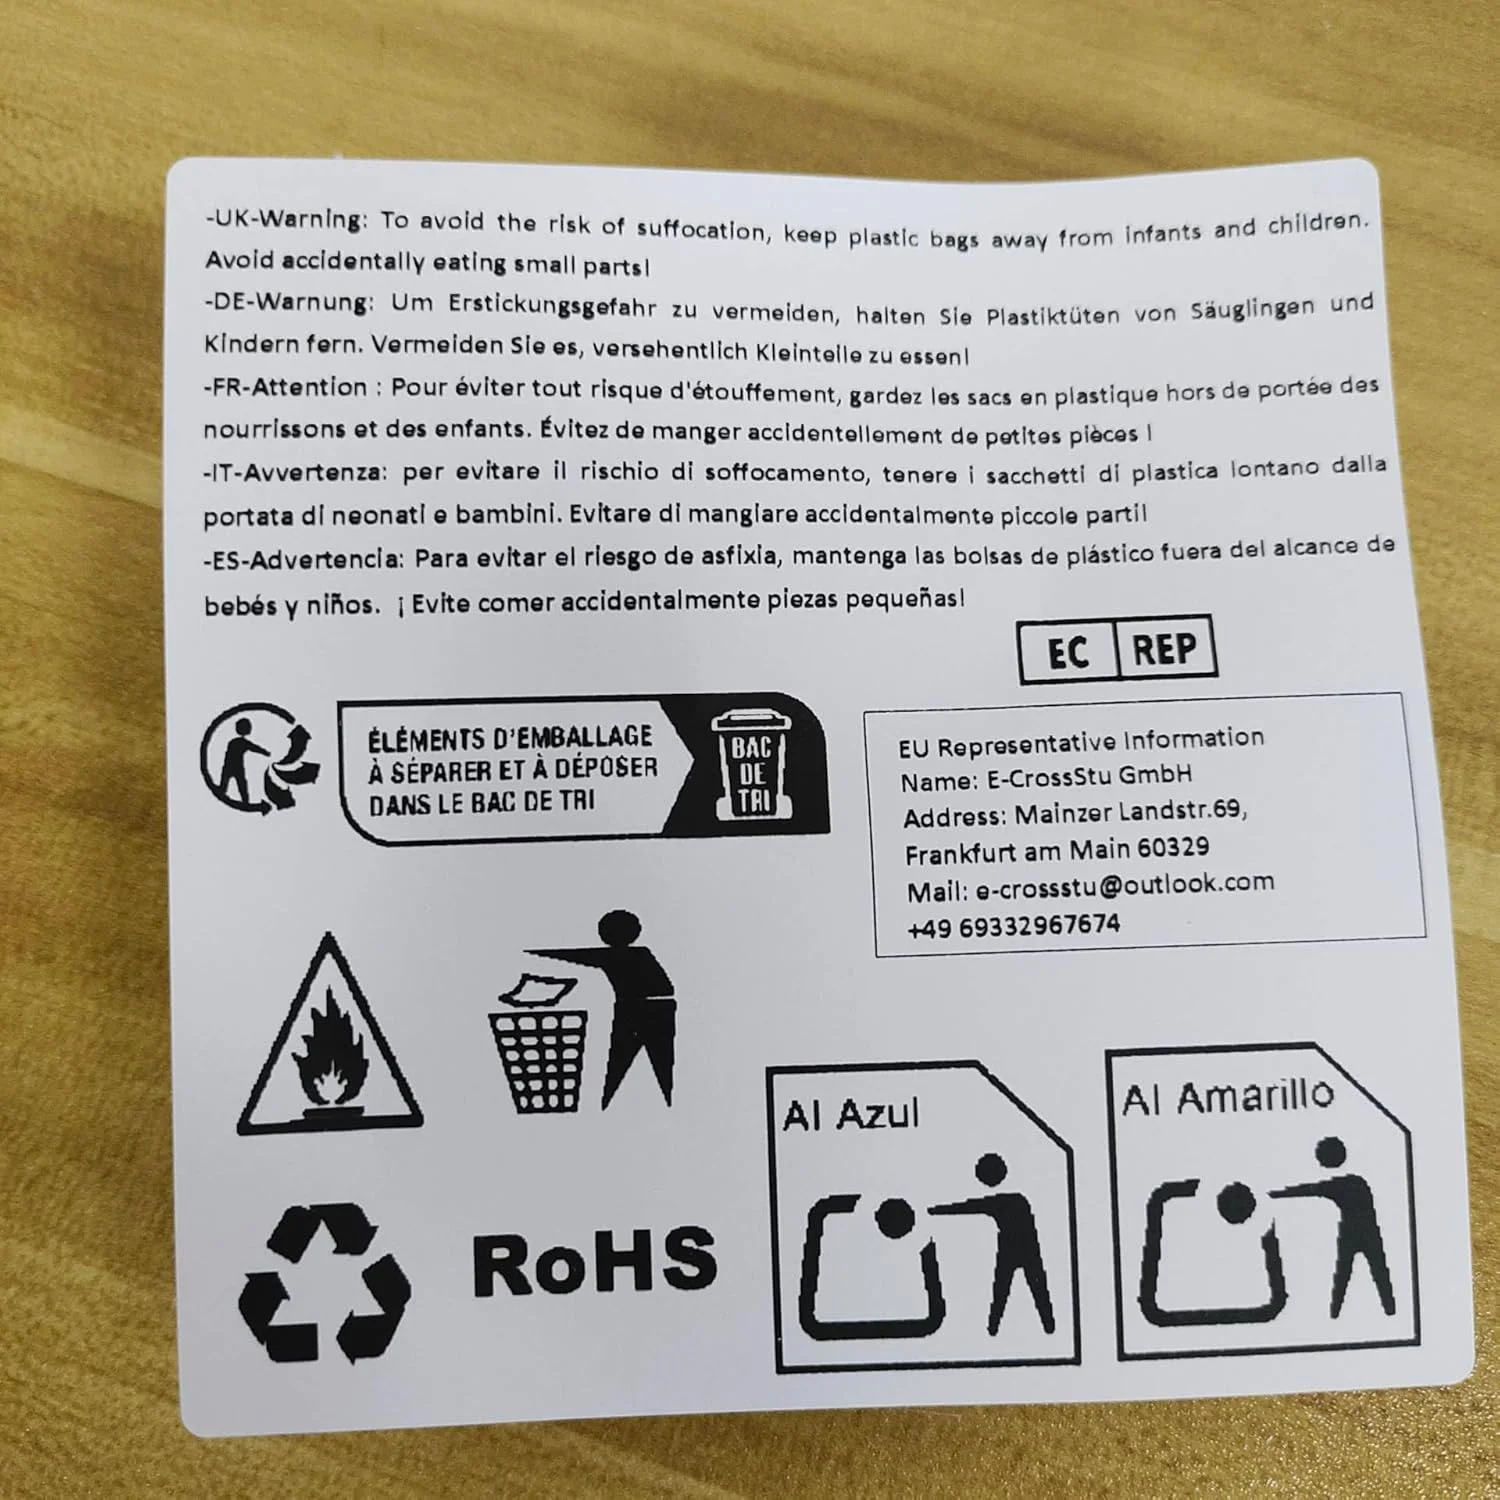 -UK-Warning: To avoid the risk of suffocation, keep plastic bags away from infants and children.
Avoid accidentally eating small parts!
-DE-Warnung: Um Erstickungsgefahr zu vermeiden, halten Sie Plastiktüten von Säuglingen und
Kindern fern. Vermeiden Sie es, versehentlich Kleinteile zu essen!
-FR-Attention : Pour éviter tout risque d'étouffement, gardez les sacs en plastique hors de portée des
nourrissons et des enfants. Évitez de manger accidentellement de petites pièces !
-IT-Avvertenza: per evitare il rischio di soffocamento, tenere i sacchetti di plastica lontano dalla
portata di neonati e bambini. Evitare di mangiare accidentalmente piccole parti!
-ES-Advertencia: Para evitar el riesgo de asfixia, mantenga las bolsas de plástico fuera del alcance de
bebés y niños. ¡ Evite comer accidentalmente piezas pequeñas!
EC REP
ÉLÉMENTS D'EMBALLAGE
À SÉPARER ET À DÉPOSER
DANS LE BAC DE TRI
BAC
DE
TRI
EU Representative Information
Name: E-CrossStu GmbH
Address: Mainzer Landstr.69,
Frankfurt am Main 60329
Mail: e-crossstu@outlook.com
+49 69332967674
Al Azul
Al Amarillo
RoHS